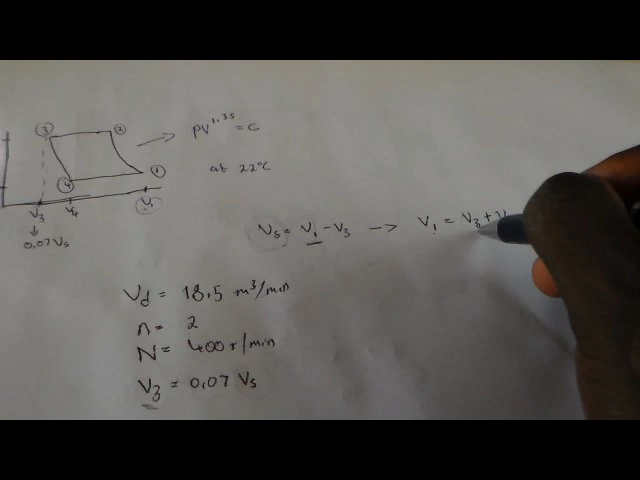 3 2
PV^1.35 = C
4 1
at 22°C
V3 V4 V1
0.07 Vs
Vs = V1 - V3 → V1 = V3 + V
Vd = 18.5 m³/min
n = 2
N = 400 r/min
V3 = 0.07 Vs